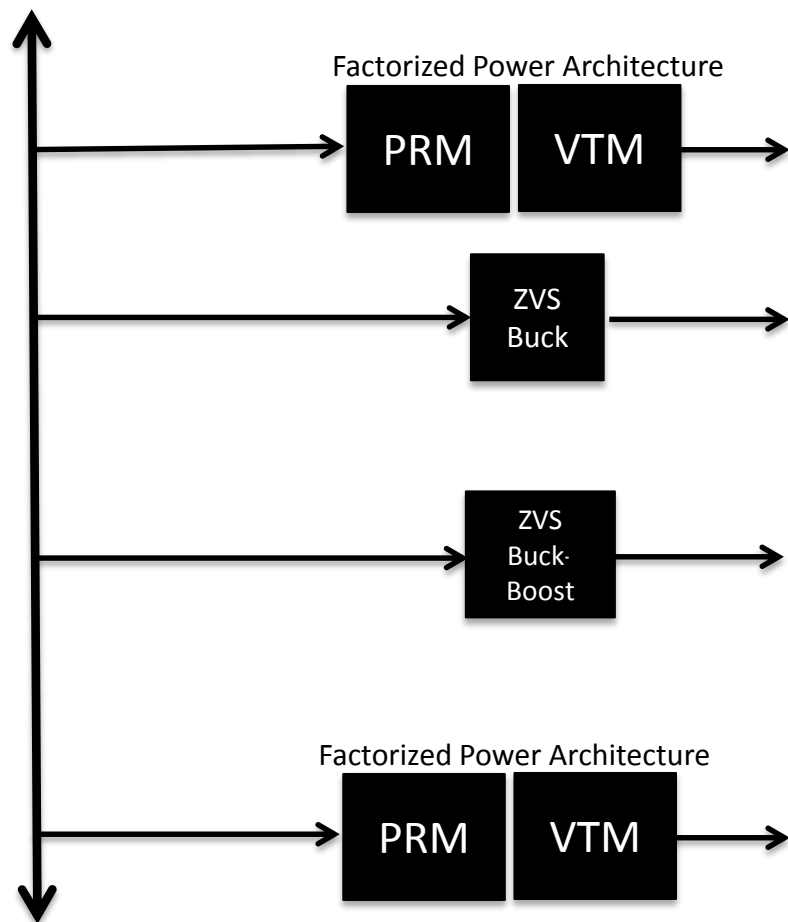 Factorized Power Architecture
PRM
VTM
ZVS
Buck
ZVS
Buck-
Boost
Factorized Power Architecture
PRM
VTM